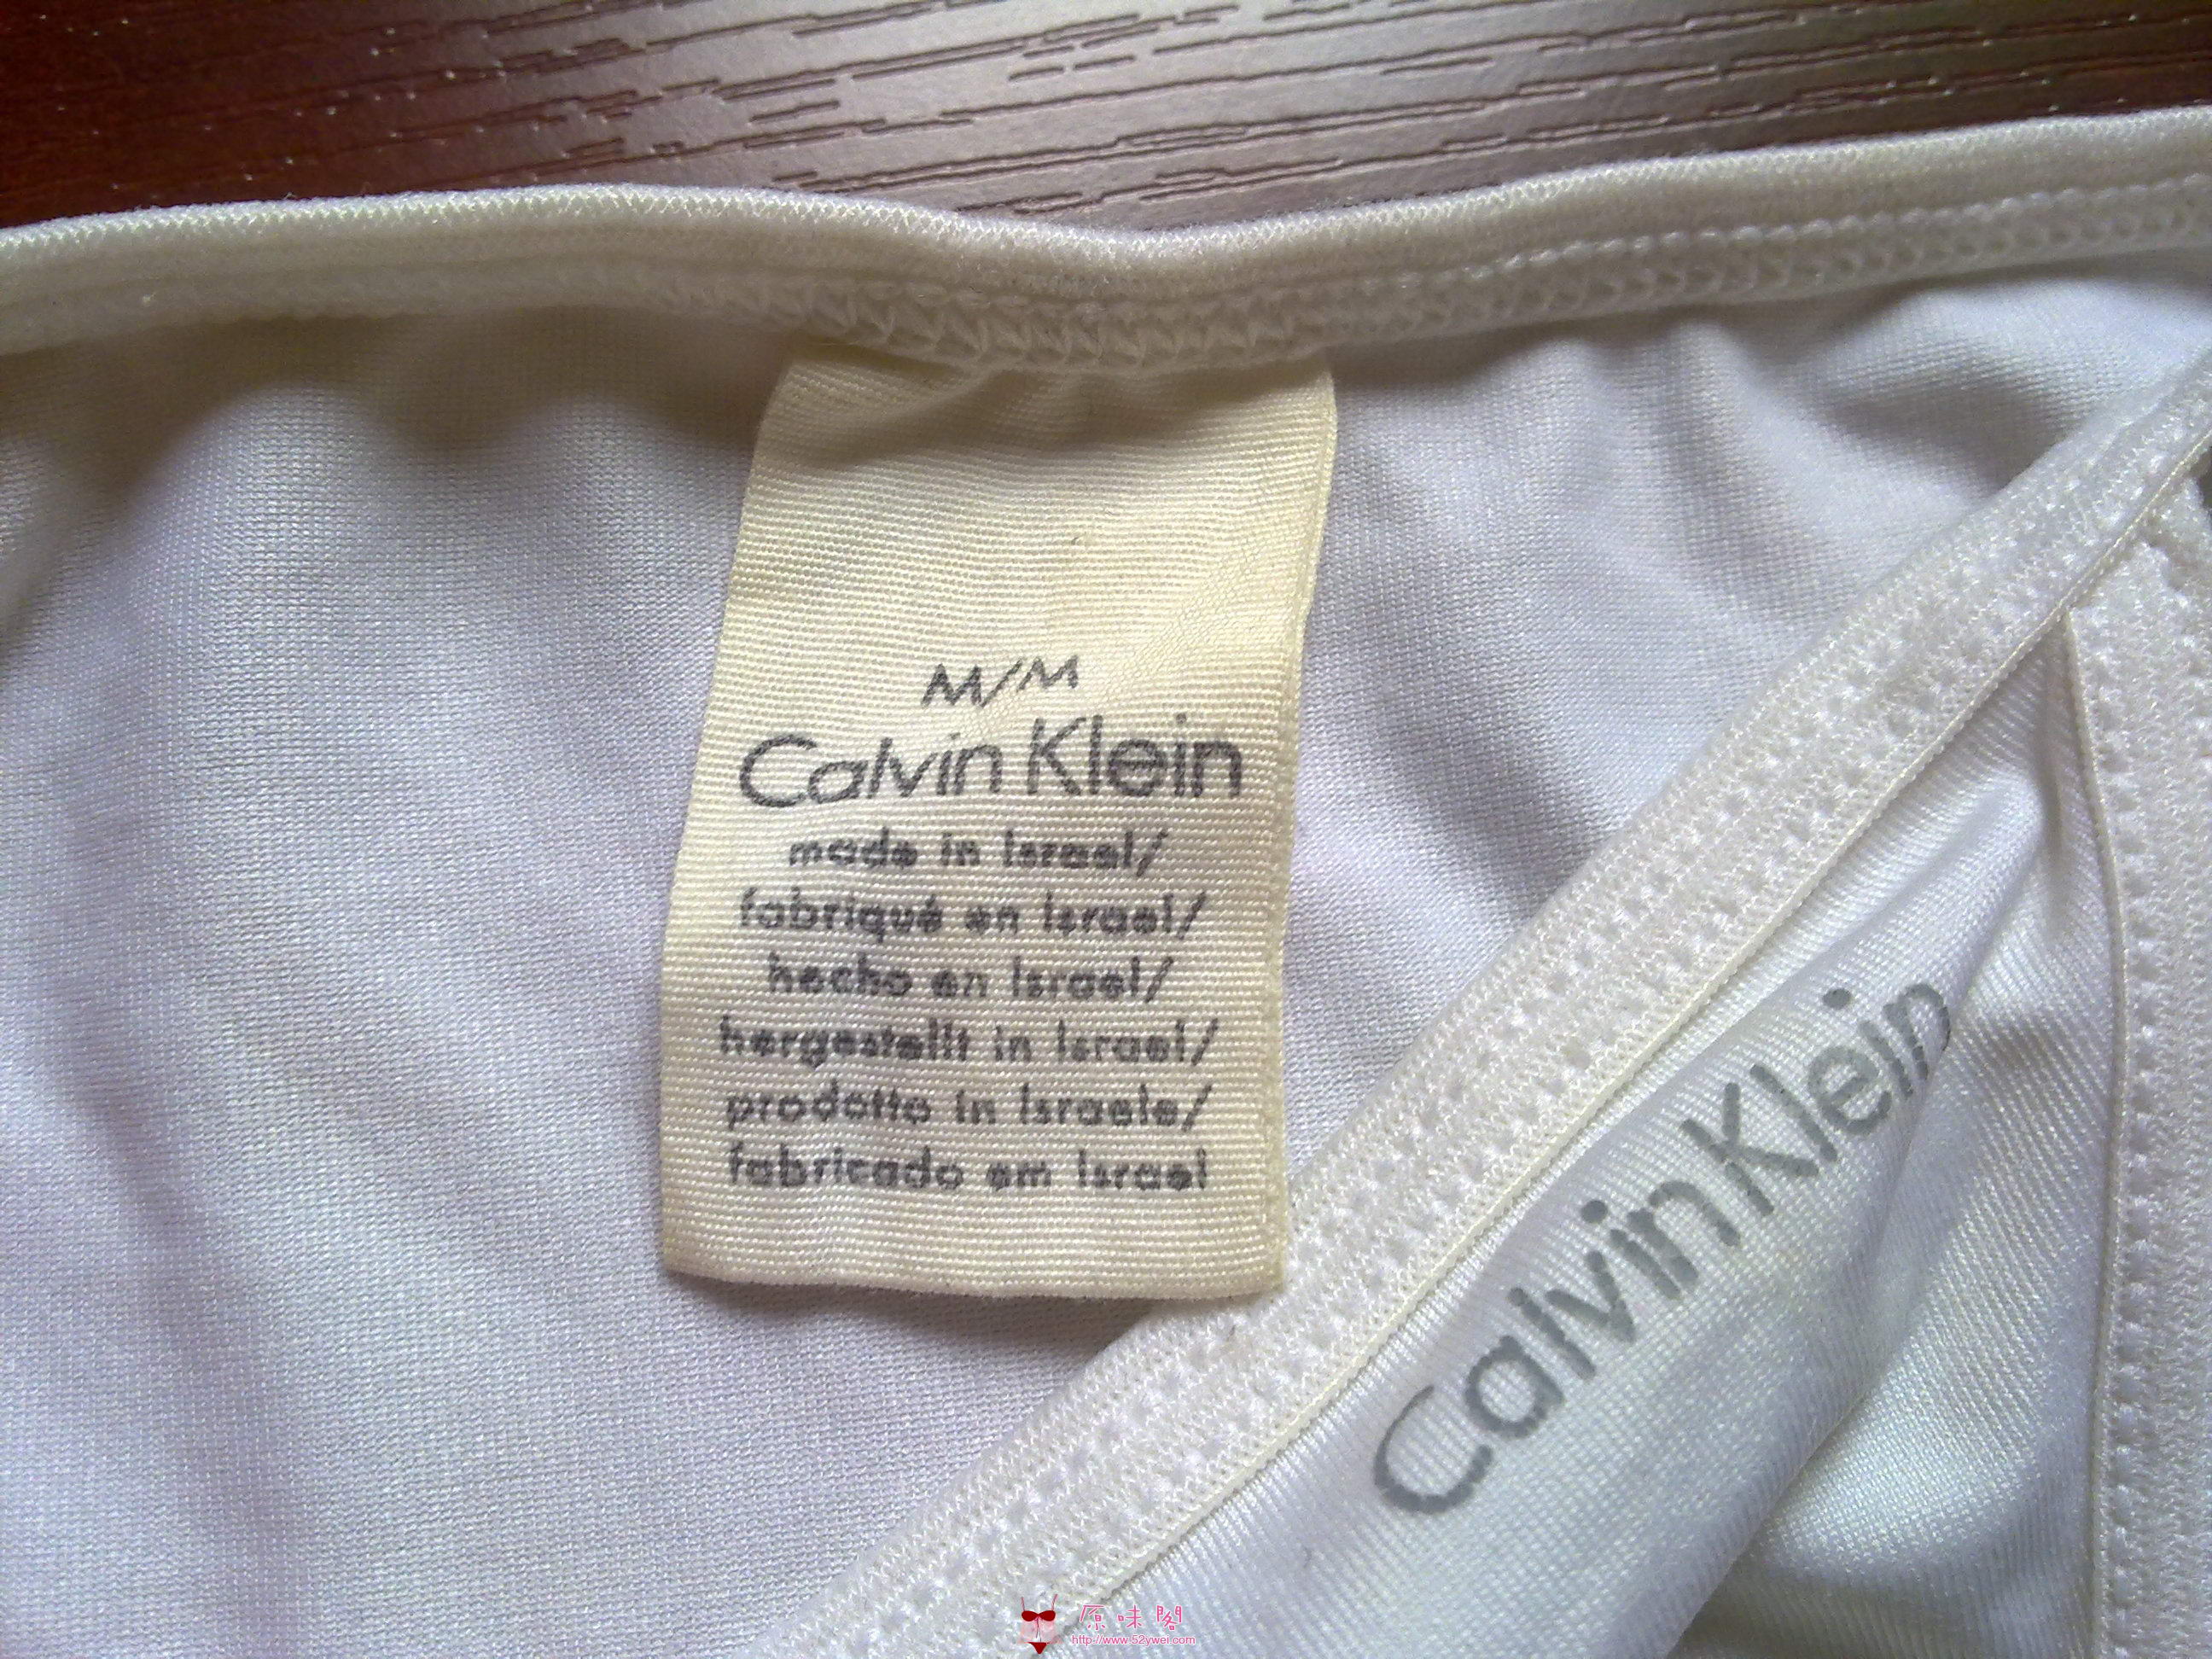 M/M
Calvin Klein
made in Israel/
fabriqué en Israel/
hecho en Israel/
hergestellt in Israel/
prodotto in Israele/
fabricado em Israel
Calvin Klein
原味閣
http://www.52ywei.com